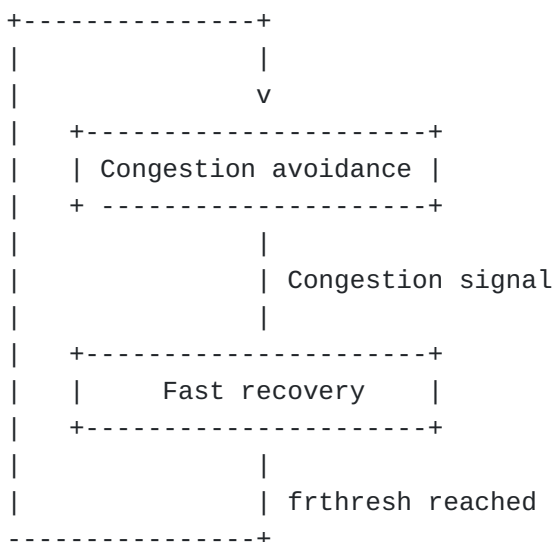 Congestion avoidance
Congestion signal
Fast recovery
frthresh reached